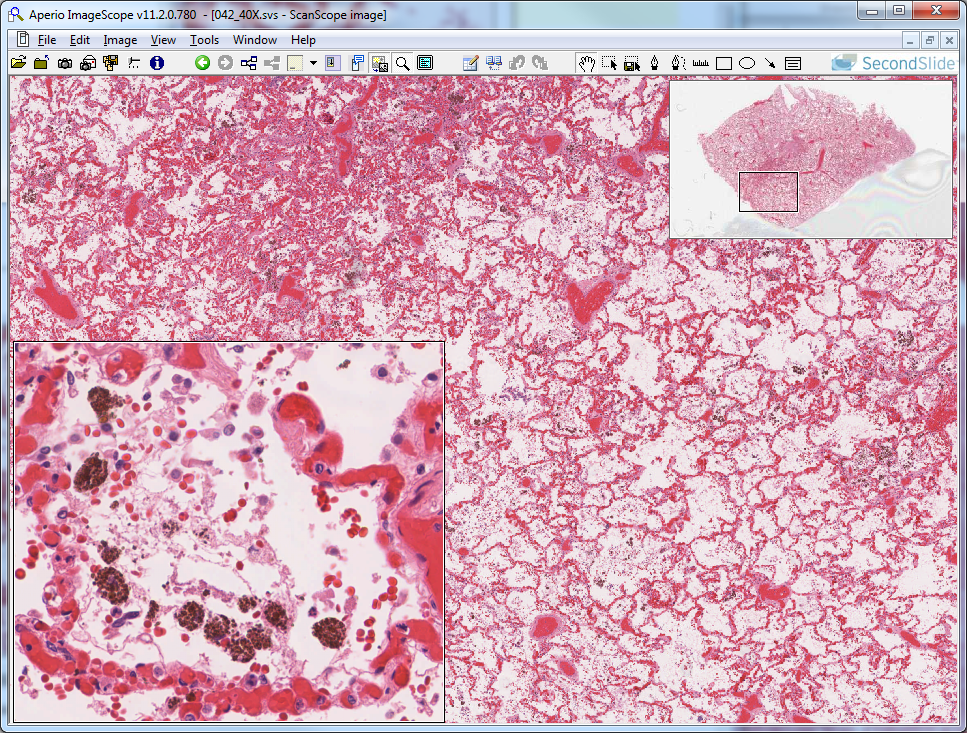 Aperio ImageScope v11.2.0.780 - [042_40X.svs - ScanScope image]
File Edit Image View Tools Window Help
SecondSlide